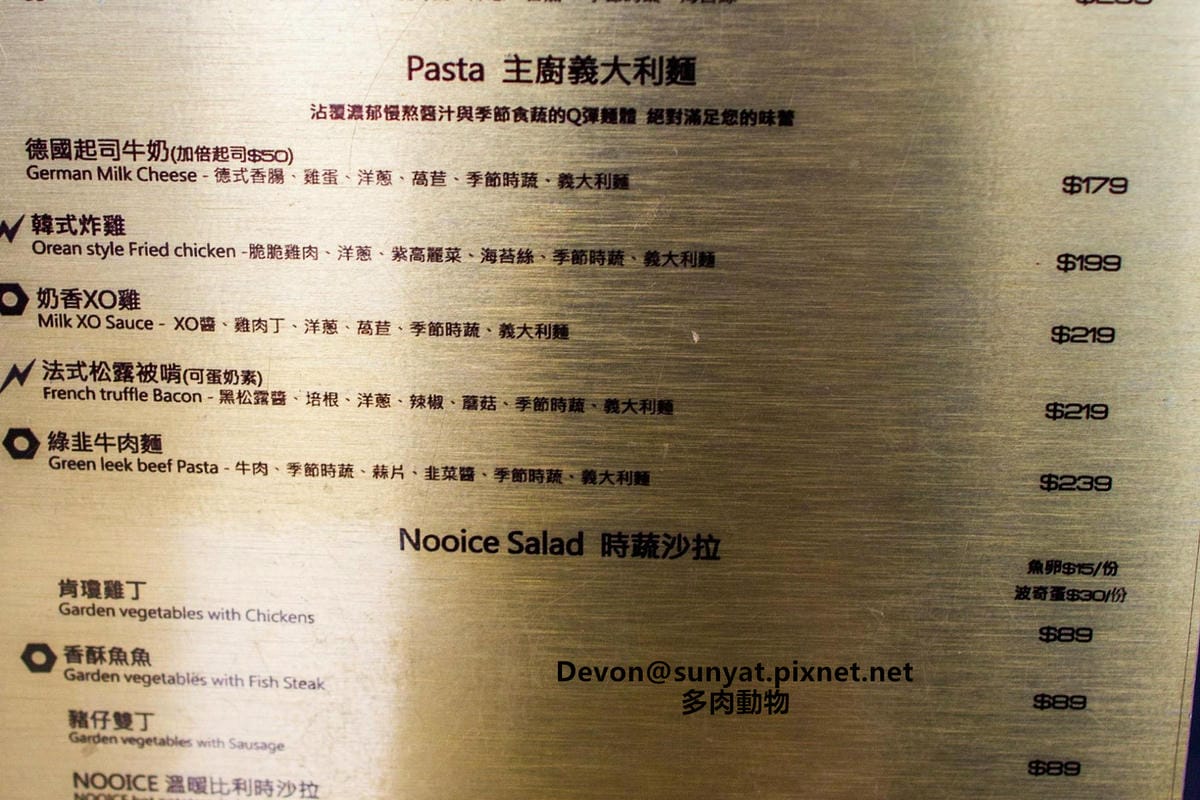 Pasta 主廚義大利麵
沾覆濃郁慢熬醬汁與季節食蔬的Q彈麵體 絕對滿足您的味蕾
德國起司牛奶(加倍起司$50)
German Milk Cheese - 德式香腸、雞蛋、洋蔥、萵苣、季節時蔬、義大利麵
$179
韓式炸雞
Orean style Fried chicken -脆脆雞肉、洋蔥、紫高麗菜、海苔絲、季節時蔬、義大利麵
$199
奶香XO雞
Milk XO Sauce - XO醬、雞肉丁、洋蔥、萵苣、季節時蔬、義大利麵
$219
法式松露被啃(可蛋奶素)
French truffle Bacon - 黑松露醬、培根、洋蔥、辣椒、蘑菇、季節時蔬、義大利麵
$219
綠韭牛肉麵
Green leek beef Pasta - 牛肉、季節時蔬、蒜片、韭菜醬、季節時蔬、義大利麵
$239
Nooice Salad 時蔬沙拉
魚卵$15/份
波奇蛋$30/份
肯瓊雞丁
Garden vegetables with Chickens
$89
香酥魚魚
Garden vegetables with Fish Steak
$89
豬仔雙丁
Garden vegetables with Sausage
$89
NOOICE 溫暖比利時沙拉
Devon@sunyat.pixnet.net
多肉動物